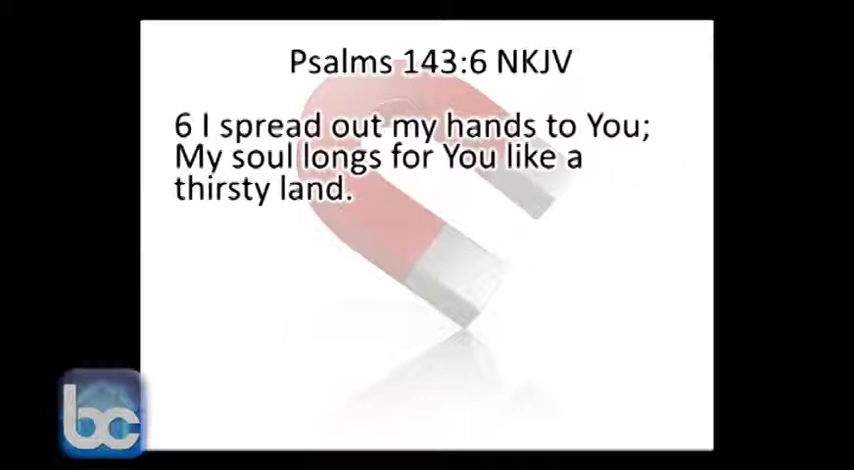 Psalms 143:6 NKJV
6 I spread out my hands to You;
My soul longs for You like a
thirsty land.
bc